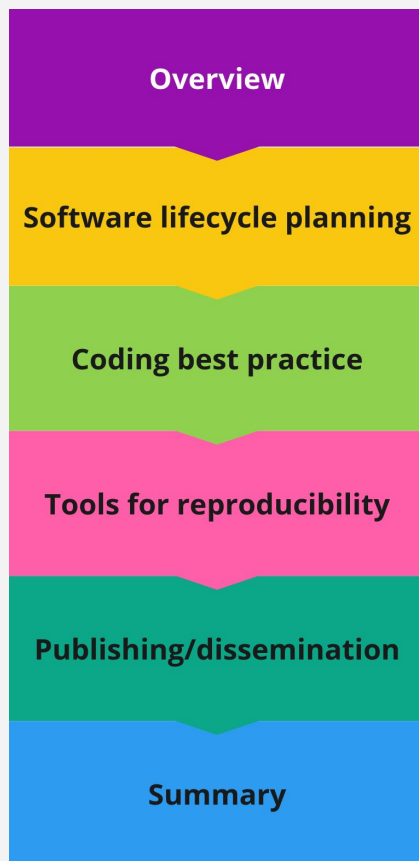 Overview
Software lifecycle planning
Coding best practice
Tools for reproducibility
Publishing/dissemination
Summary